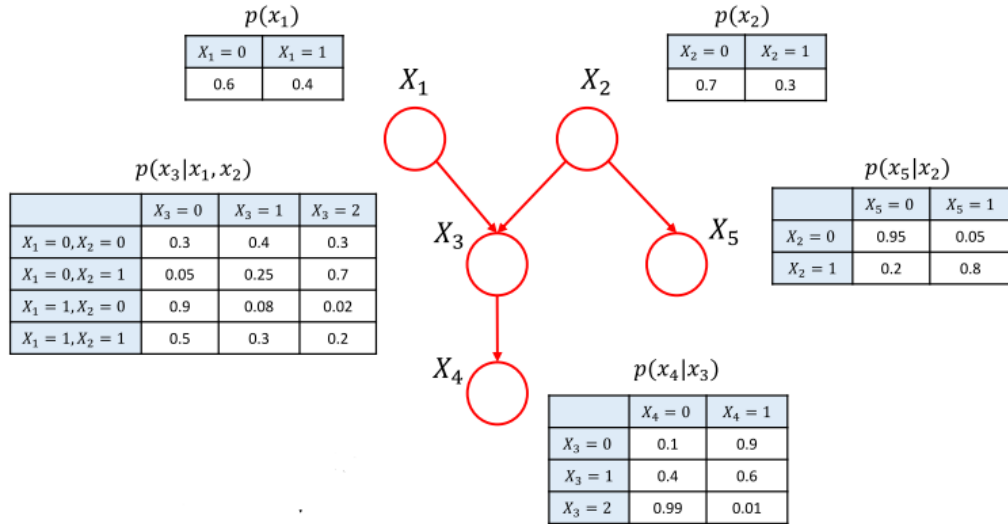 p(x₁)
X₁ = 0 X₁ = 1
0.6 0.4
p(x₂)
X₂ = 0 X₂ = 1
0.7 0.3
X₁
X₂
p(x₃|x₁, x₂)
X₃ = 0 X₃ = 1 X₃ = 2
X₁ = 0, X₂ = 0 0.3 0.4 0.3
X₁ = 0, X₂ = 1 0.05 0.25 0.7
X₁ = 1, X₂ = 0 0.9 0.08 0.02
X₁ = 1, X₂ = 1 0.5 0.3 0.2
X₃
X₅
p(x₅|x₂)
X₅ = 0 X₅ = 1
X₂ = 0 0.95 0.05
X₂ = 1 0.2 0.8
X₄
p(x₄|x₃)
X₄ = 0 X₄ = 1
X₃ = 0 0.1 0.9
X₃ = 1 0.4 0.6
X₃ = 2 0.99 0.01